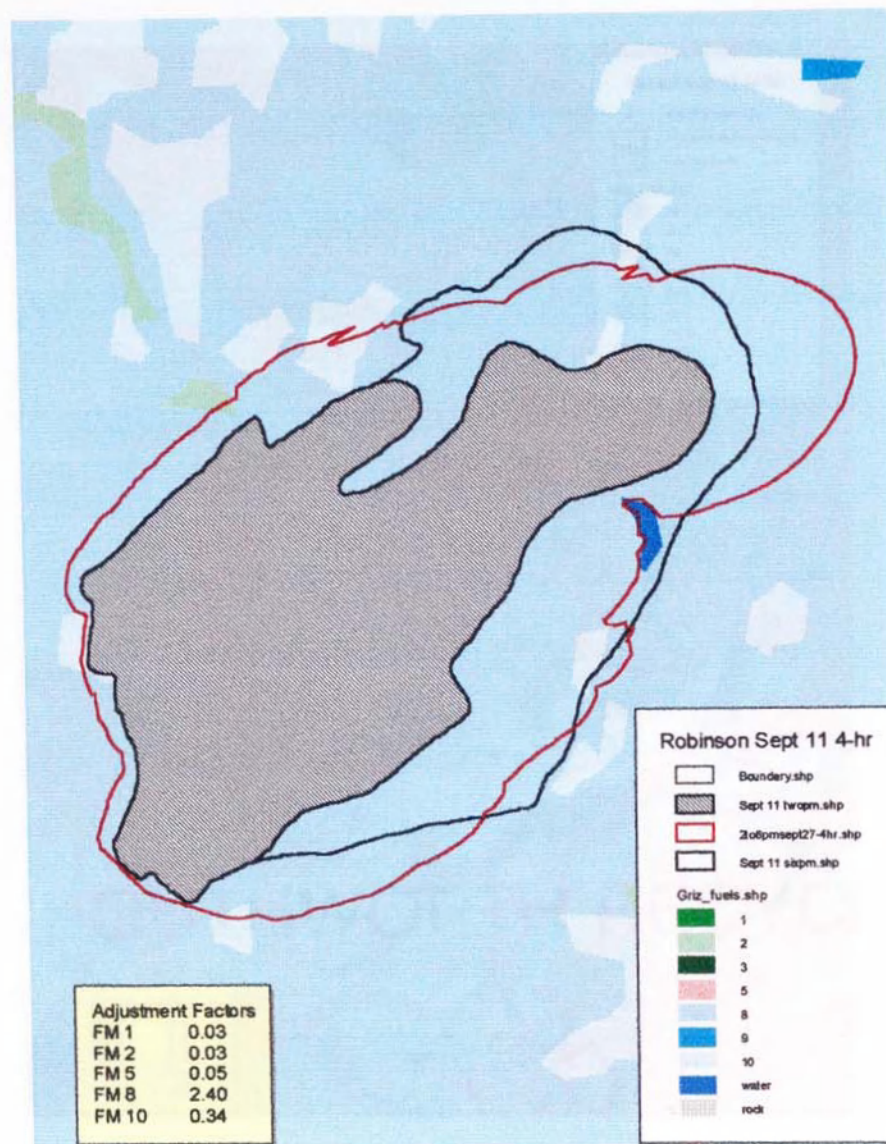 Robinson Sept 11 4-hr
Boundery.shp
Sept 11 twopm.shp
2to6pmsept27-4hr.shp
Sept 11 sixpm.shp
Griz_fuels.shp
1
2
3
5
8
9
10
water
rock
Adjustment Factors
FM 1 0.03
FM 2 0.03
FM 5 0.05
FM 8 2.40
FM 10 0.34